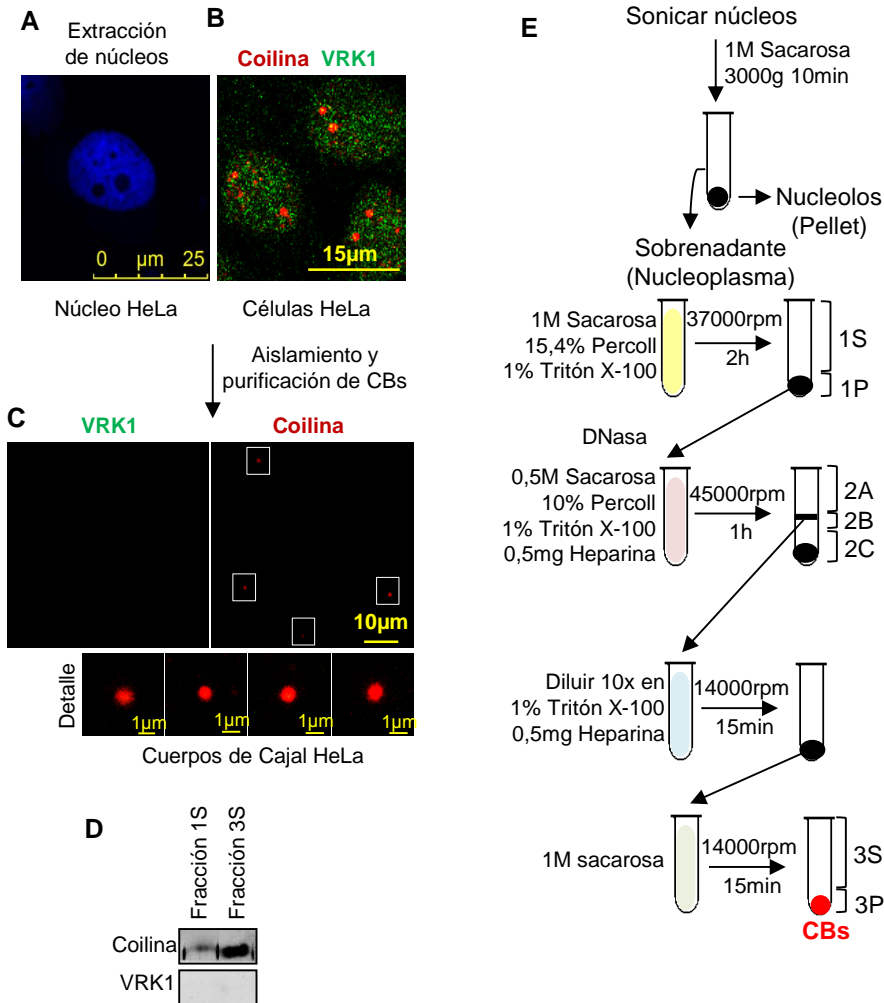 A
Extracción
de núcleos
0 µm 25
Núcleo HeLa
B
Coilina VRK1
15µm
Células HeLa
Aislamiento y
purificación de CBs
C
VRK1 Coilina
10µm
Detalle
1µm 1µm 1µm 1µm
Cuerpos de Cajal HeLa
D
Fracción 1S
Fracción 3S
Coilina
VRK1
E
Sonicar núcleos
1M Sacarosa
3000g 10min
Nucleolos
(Pellet)
Sobrenadante
(Nucleoplasma)
1M Sacarosa
15,4% Percoll
1% Tritón X-100
37000rpm
2h
1S
1P
DNasa
0,5M Sacarosa
10% Percoll
1% Tritón X-100
0,5mg Heparina
45000rpm
1h
2A
2B
2C
Diluir 10x en
1% Tritón X-100
0,5mg Heparina
14000rpm
15min
1M sacarosa
14000rpm
15min
3S
3P
CBs